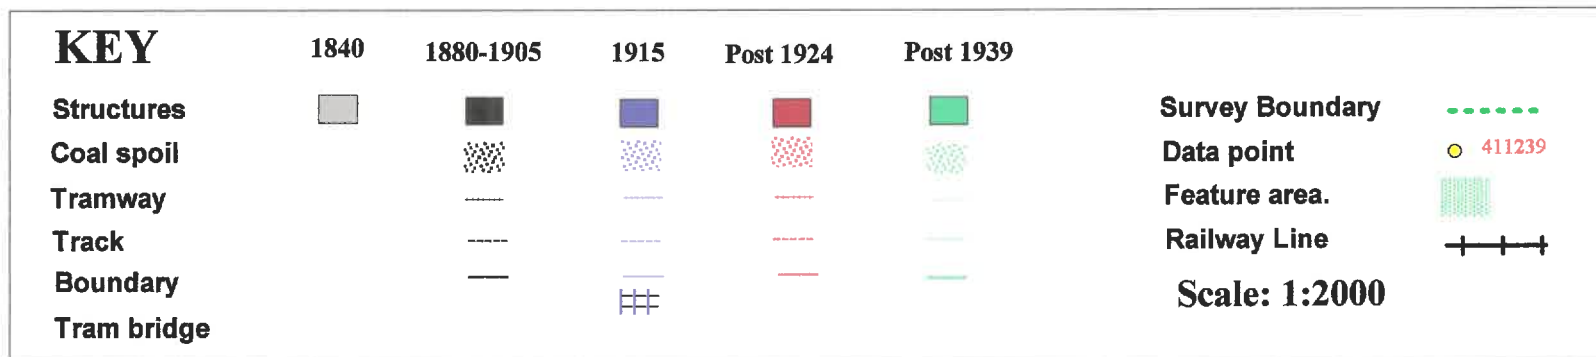 KEY 1840 1880-1905 1915 Post 1924 Post 1939
Structures
Coal spoil
Tramway
Track
Boundary
Tram bridge
Survey Boundary
Data point 411239
Feature area.
Railway Line
Scale: 1:2000